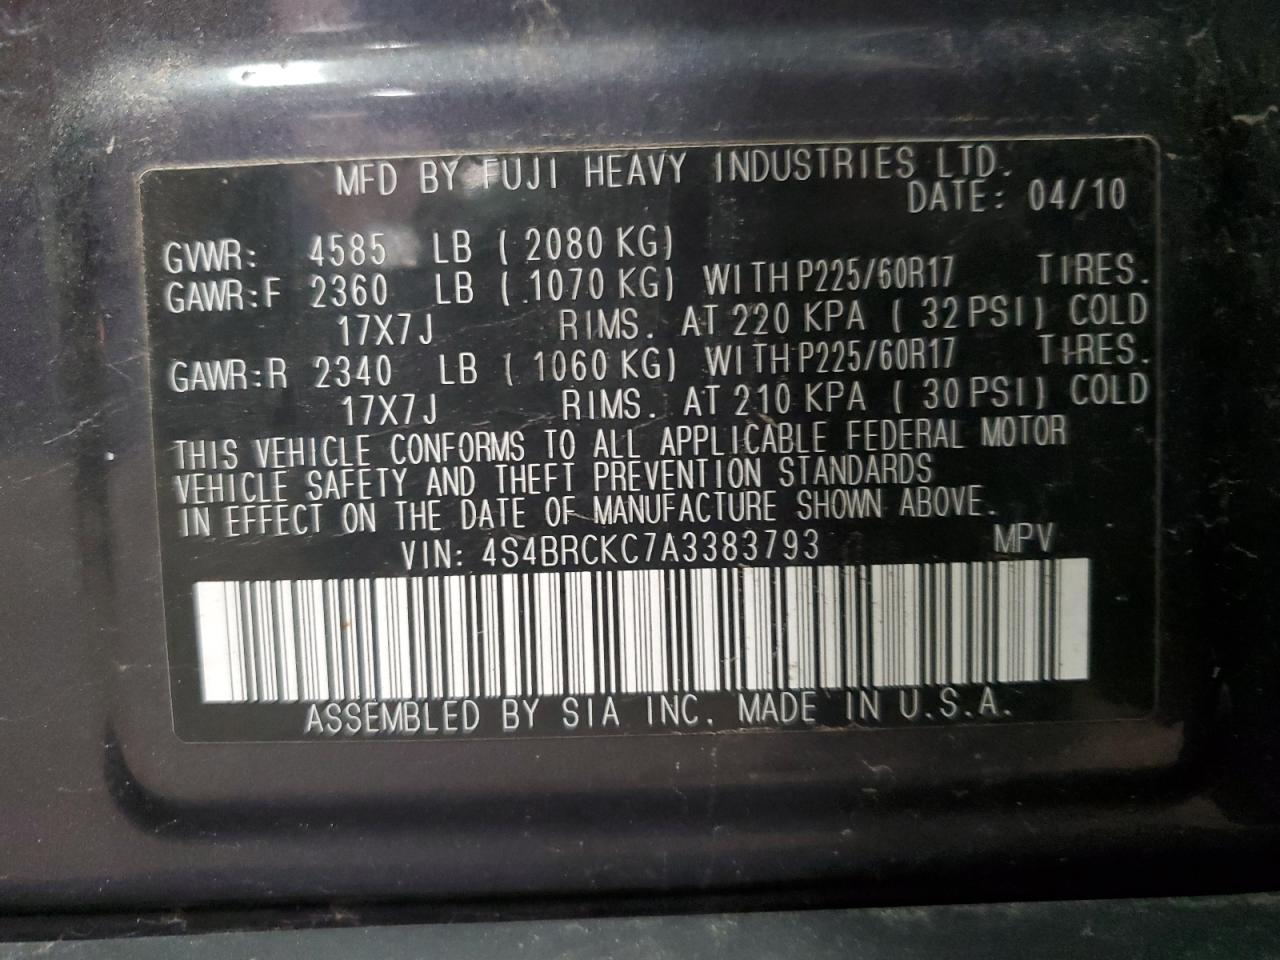 MFD BY FUJI HEAVY INDUSTRIES LTD.
DATE: 04/10
GVWR: 4585 LB ( 2080 KG)
GAWR:F 2360 LB ( 1070 KG) WITH P225/60R17 TIRES.
17X7J RIMS. AT 220 KPA ( 32 PSI) COLD
GAWR:R 2340 LB ( 1060 KG) WITH P225/60R17 TIRES.
17X7J RIMS. AT 210 KPA ( 30 PSI) COLD
THIS VEHICLE CONFORMS TO ALL APPLICABLE FEDERAL MOTOR
VEHICLE SAFETY AND THEFT PREVENTION STANDARDS
IN EFFECT ON THE DATE OF MANUFACTURE SHOWN ABOVE.
VIN: 4S4BRCKC7A3383793 MPV
ASSEMBLED BY SIA INC. MADE IN U.S.A.